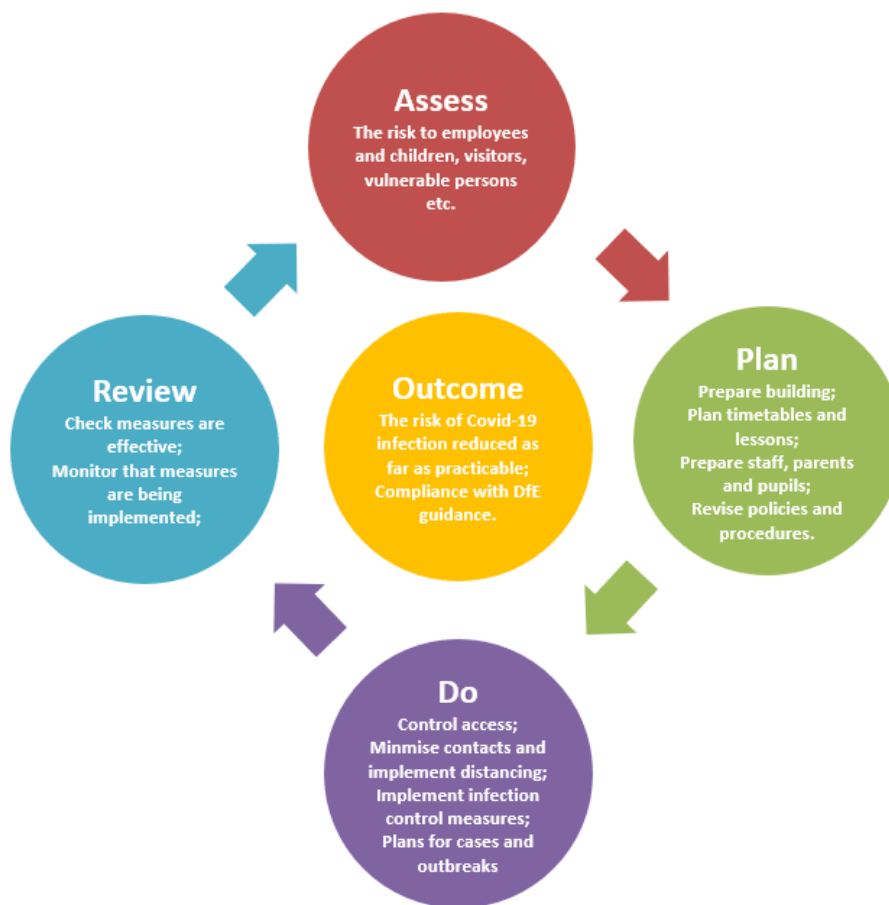 Assess
The risk to employees
and children, visitors,
vulnerable persons
etc.
Plan
Prepare building;
Plan timetables and
lessons;
Prepare staff, parents
and pupils;
Revise policies and
procedures.
Do
Control access;
Minmise contacts and
implement distancing;
Implement infection
control measures;
Plans for cases and
outbreaks
Review
Check measures are
effective;
Monitor that measures
are being
implemented;
Outcome
The risk of Covid-19
infection reduced as
far as practicable;
Compliance with DfE
guidance.